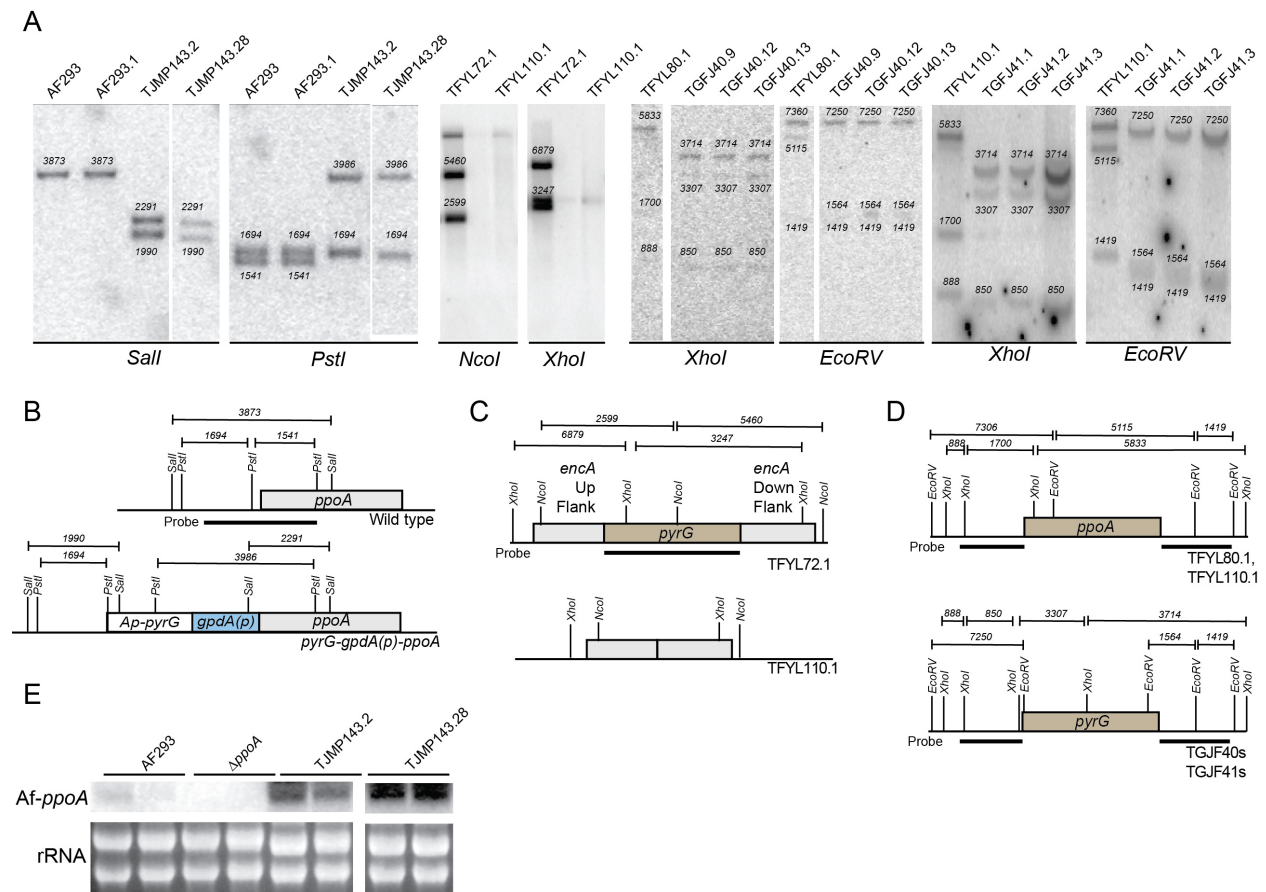 A
AF293 AF293.1 TJMP143.2 TJMP143.28 AF293 AF293.1 TJMP143.2 TJMP143.28 TFYL72.1 TFYL110.1 TFYL72.1 TFYL110.1 TFYL80.1 TGFJ40.9 TGFJ40.12 TGFJ40.13 TFYL80.1 TGFJ40.9 TGFJ40.12 TGFJ40.13 TFYL110.1 TGFJ41.1 TGFJ41.2 TGFJ41.3 TFYL110.1 TGFJ41.1 TGFJ41.2 TGFJ41.3
3873 3873
2291 2291
1990 1990
SalI
3986 3986
1694 1694 1694 1694
1541 1541
PstI
5460
2599
NcoI
6879
3247
XhoI
5833
3714 3714 3714
3307 3307 3307
1700
888 850 850 850
XhoI
7360 7250 7250 7250
5115
1564 1564 1564
1419 1419 1419 1419
EcoRV
5833
3714 3714 3714
3307 3307 3307
1700
888 850 850 850
XhoI
7360 7250 7250 7250
5115
1419 1564 1564 1564
1419 1419 1419
EcoRV
B
3873
1694 1541
SalI PstI PstI PstI SalI
ppoA
Probe Wild type
1990 2291
1694 3986
SalI PstI PstI SalI PstI SalI PstI SalI
Ap-pyrG gpdA(p) ppoA
pyrG-gpdA(p)-ppoA
C
2599 5460
6879 3247
encA Up Flank
encA Down Flank
XhoI NcoI XhoI NcoI XhoI NcoI
pyrG
Probe
TFYL72.1
XhoI NcoI XhoI NcoI
TFYL110.1
D
7306 5115 1419
888 1700 5833
EcoRV XhoI XhoI XhoI EcoRV EcoRV EcoRV XhoI
ppoA
Probe
TFYL80.1,
TFYL110.1
888 850 3307 3714
7250 1564 1419
EcoRV XhoI XhoI XhoI EcoRV XhoI EcoRV EcoRV EcoRV XhoI
pyrG
Probe
TGJF40s
TGJF41s
E
AF293 ΔppoA TJMP143.2 TJMP143.28
Af-ppoA
rRNA